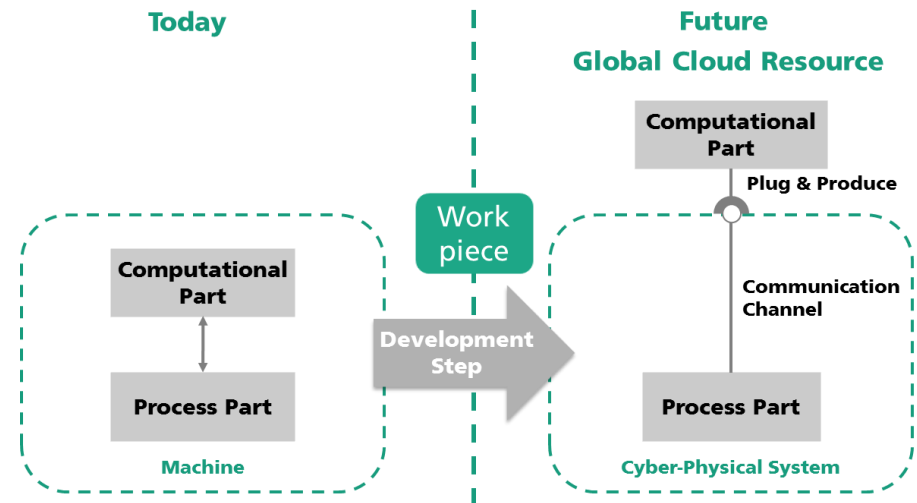 Today
Computational
Part
Process Part
Machine
Work
piece
Development
Step
Future
Global Cloud Resource
Computational
Part
Plug & Produce
Communication
Channel
Process Part
Cyber-Physical System